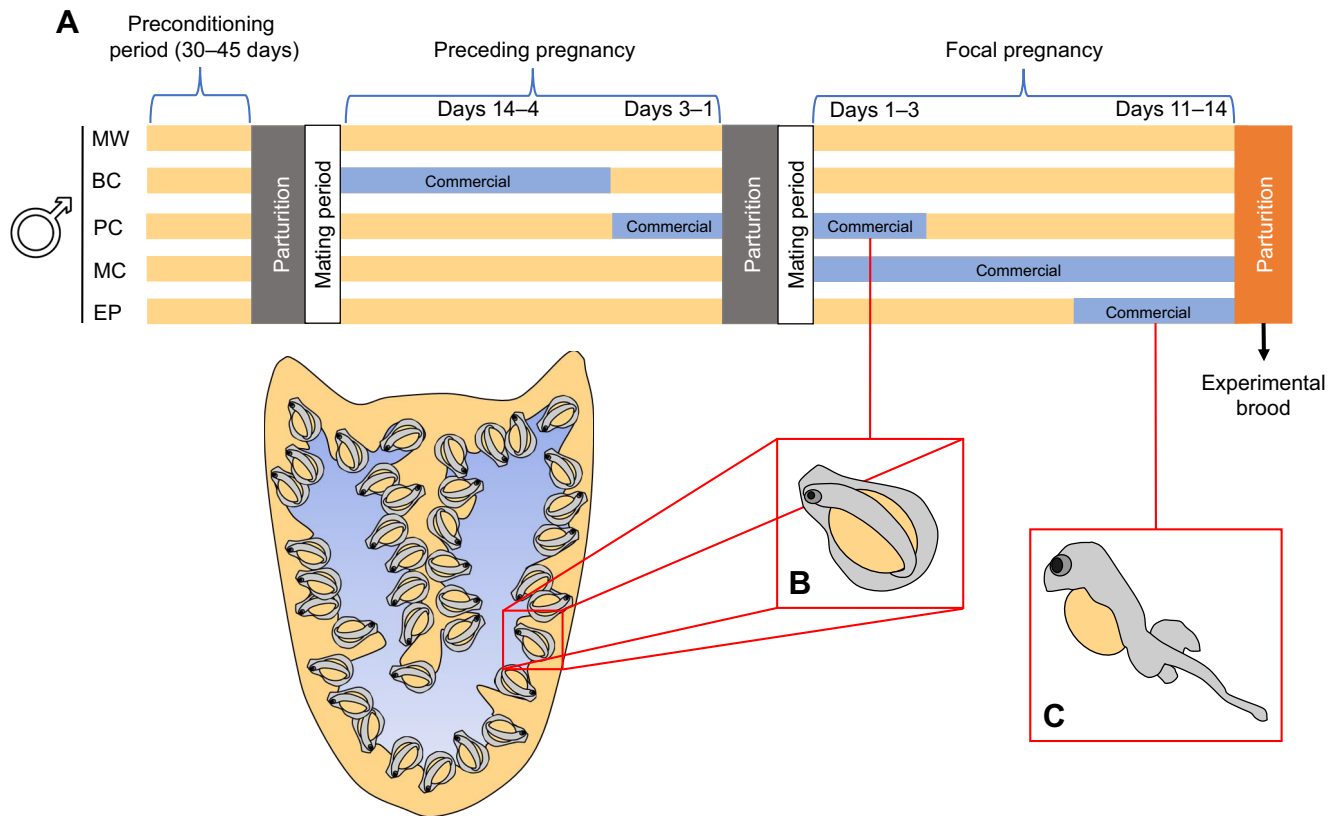 A
Preconditioning
period (30–45 days)
Preceding pregnancy
Focal pregnancy
Days 14–4
Days 3–1
Days 1–3
Days 11–14
MW
BC
PC
MC
EP
Commercial
Commercial
Commercial
Commercial
Commercial
Parturition
Mating period
Parturition
Mating period
Parturition
Experimental
brood
B
C